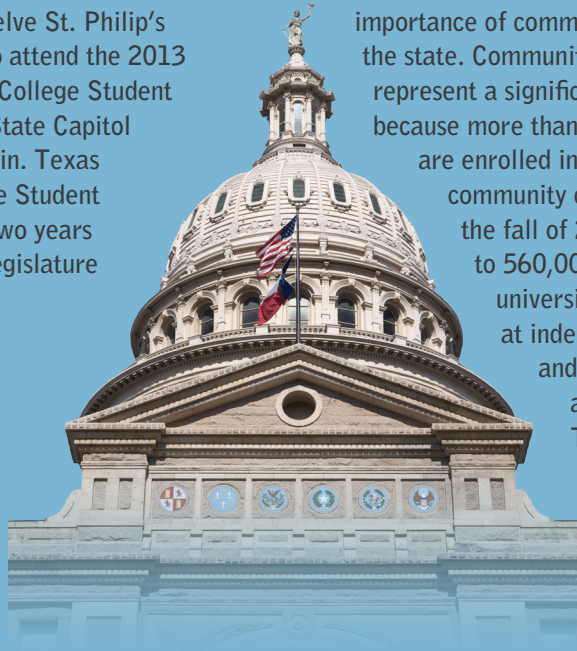 elve St. Philip's
attend the 2013
College Student
State Capitol
in. Texas
e Student
wo years
egislature
importance of comm
the state. Communit
represent a signific
because more than
are enrolled in
community c
the fall of 2
to 560,00
universi
at inde
and
a